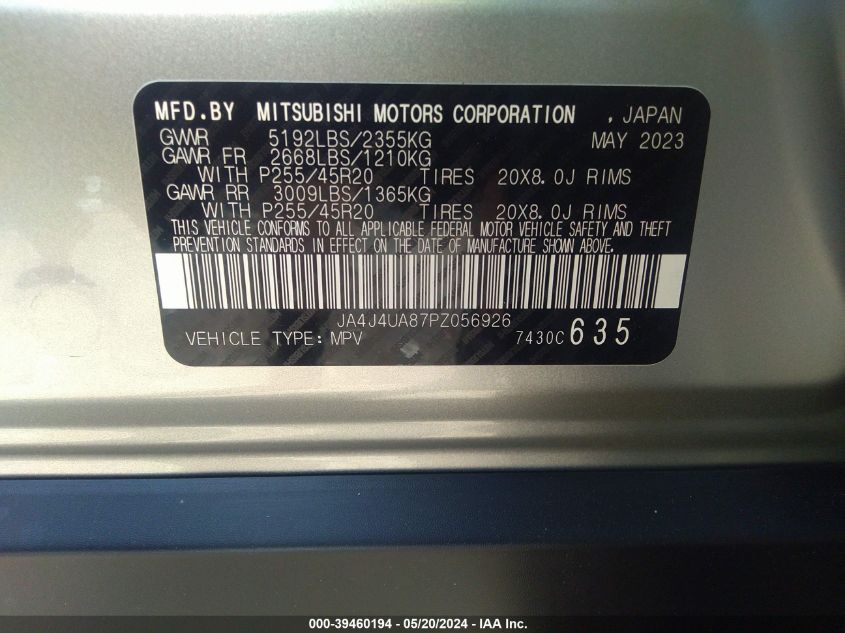 MFD.BY MITSUBISHI MOTORS CORPORATION , JAPAN
GVWR 5192LBS/2355KG MAY 2023
GAWR FR 2668LBS/1210KG
WITH P255/45R20 TIRES 20X8.0J RIMS
GAWR RR 3009LBS/1365KG
WITH P255/45R20 TIRES 20X8.0J RIMS
THIS VEHICLE CONFORMS TO ALL APPLICABLE FEDERAL MOTOR VEHICLE SAFETY AND THEFT
PREVENTION STANDARDS IN EFFECT ON THE DATE OF MANUFACTURE SHOWN ABOVE.
JA4J4UA87PZ056926
VEHICLE TYPE: MPV 7430C 635
000-39460194 — 05/20/2024 — IAA Inc.